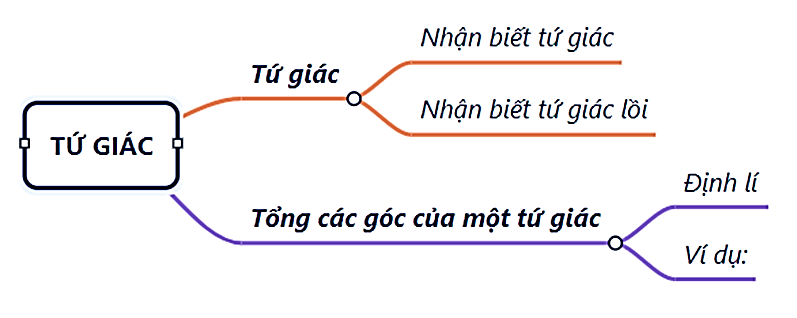 TỨ GIÁC
Tứ giác
Nhận biết tứ giác
Nhận biết tứ giác lồi
Tổng các góc của một tứ giác
Định lí
Ví dụ: